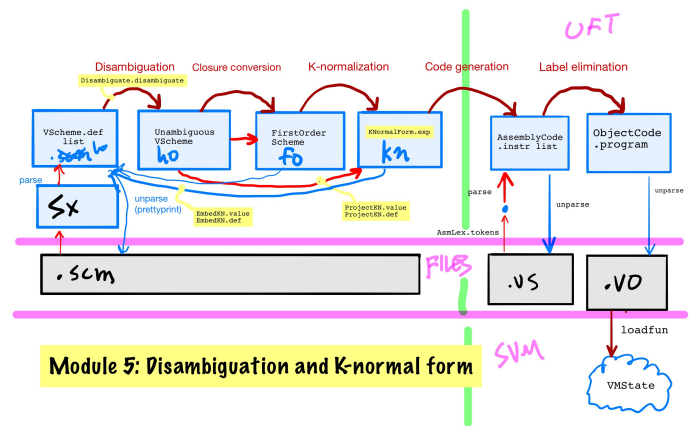 UFT
Disambiguation
Closure conversion
K-normalization
Code generation
Label elimination
Disambiguate.disambiguate
VScheme.def
list
Unambiguous
VScheme
ho
FirstOrder
Scheme
fo
KNormalForm.exp
kn
AssemblyCode
.instr list
ObjectCode
.program
parse
Sx
unparse
(prettyprint)
EmbedKN.value
EmbedKN.def
ProjectKN.value
ProjectKN.def
parse
unparse
unparse
AsmLex.tokens
.scm
FILES
.vs
.vo
loadfun
Module 5: Disambiguation and K-normal form
SVM
VMState